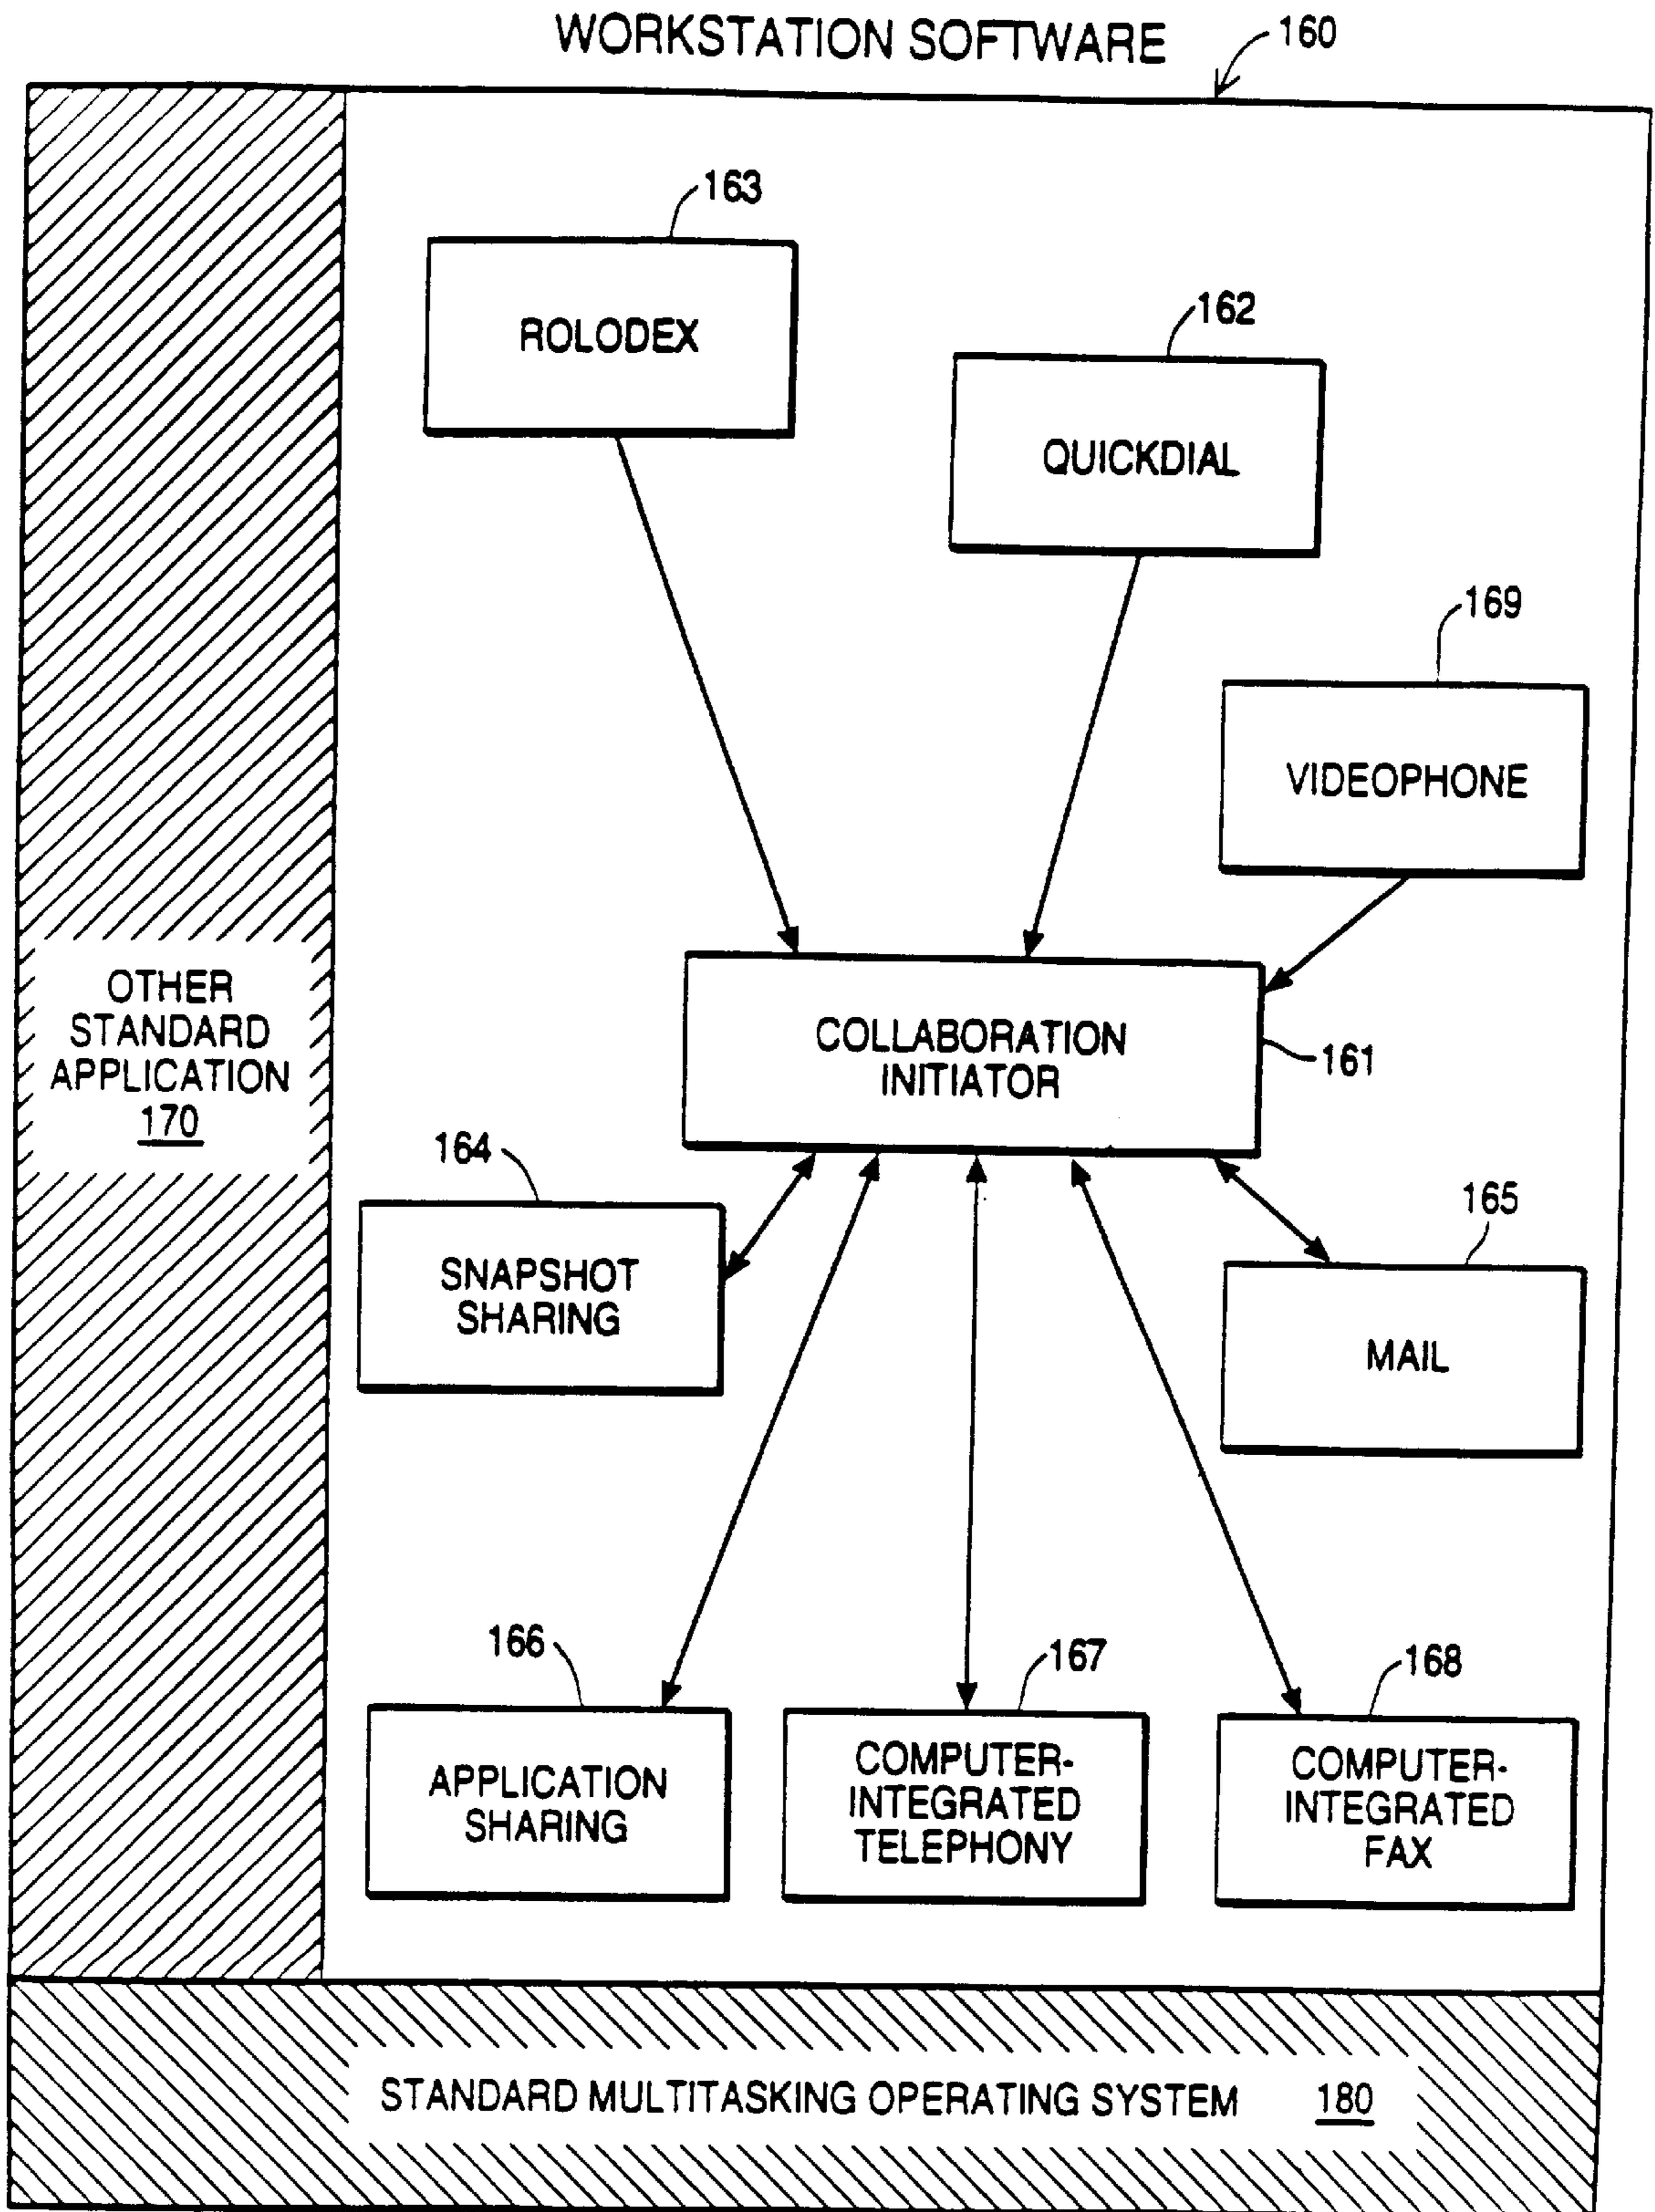 WORKSTATION SOFTWARE
160
163
ROLODEX
162
QUICKDIAL
169
VIDEOPHONE
COLLABORATION
INITIATOR
161
OTHER
STANDARD
APPLICATION
170
164
SNAPSHOT
SHARING
165
MAIL
166
APPLICATION
SHARING
167
COMPUTER-
INTEGRATED
TELEPHONY
168
COMPUTER-
INTEGRATED
FAX
STANDARD MULTITASKING OPERATING SYSTEM 180